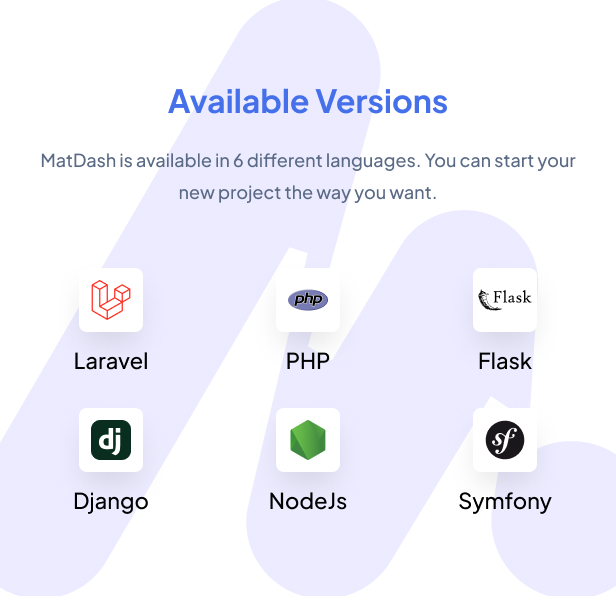 Available Versions
MatDash is available in 6 different languages. You can start your
new project the way you want.
php
Flask
Laravel
PHP
Flask
dj
sf
Django
NodeJs
Symfony